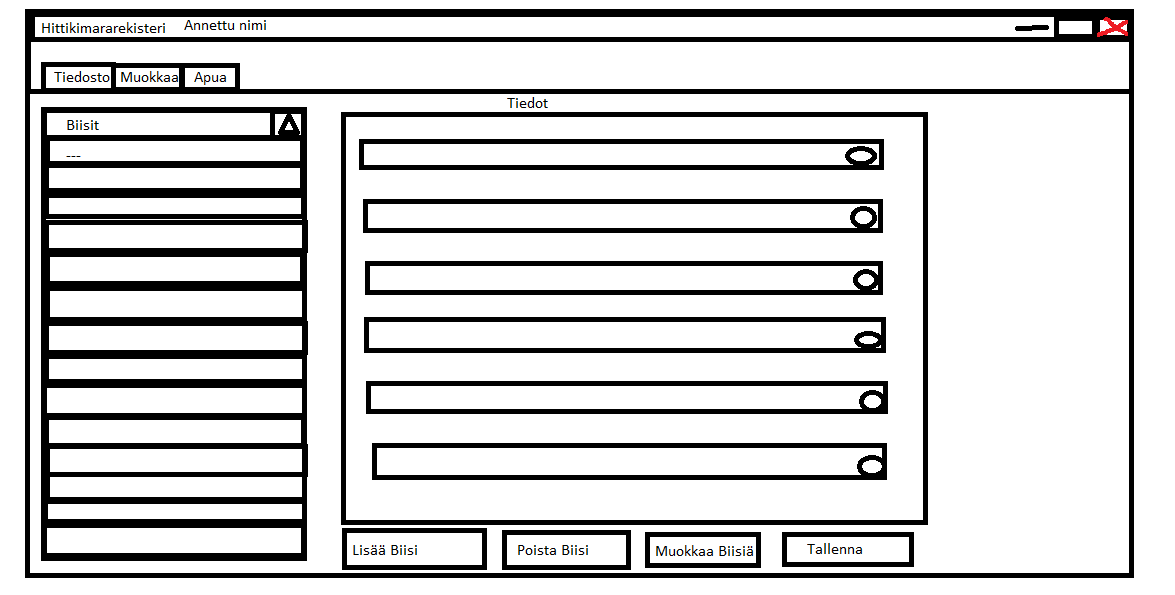 Hittikimararekisteri Annettu nimi
Tiedosto Muokkaa Apua
Tiedot
Biisit
---
Lisää Biisi Poista Biisi Muokkaa Biisiä Tallenna